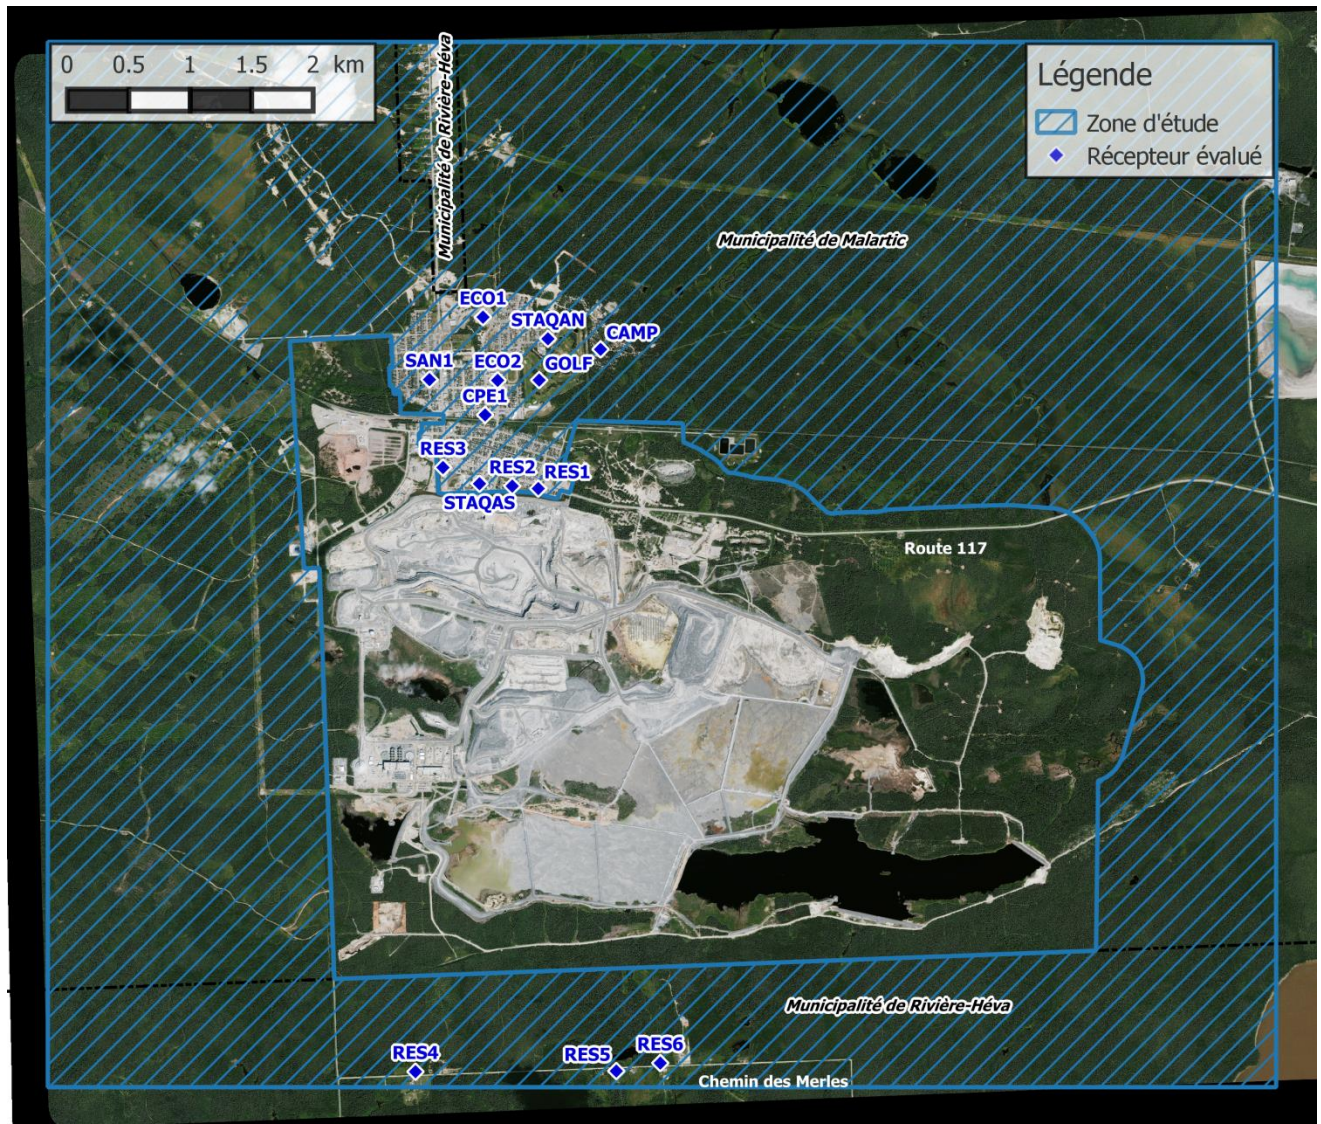 0 0.5 1 1.5 2 km
Municipalité de Rivière-Héva
Légende
Zone d'étude
Récepteur évalué
Municipalité de Malartic
ECO1
STAQAN
CAMP
SAN1
ECO2
GOLF
CPE1
RES3
RES2
RES1
STAQAS
Route 117
Municipalité de Rivière-Héva
RES4
RES5
RES6
Chemin des Merles